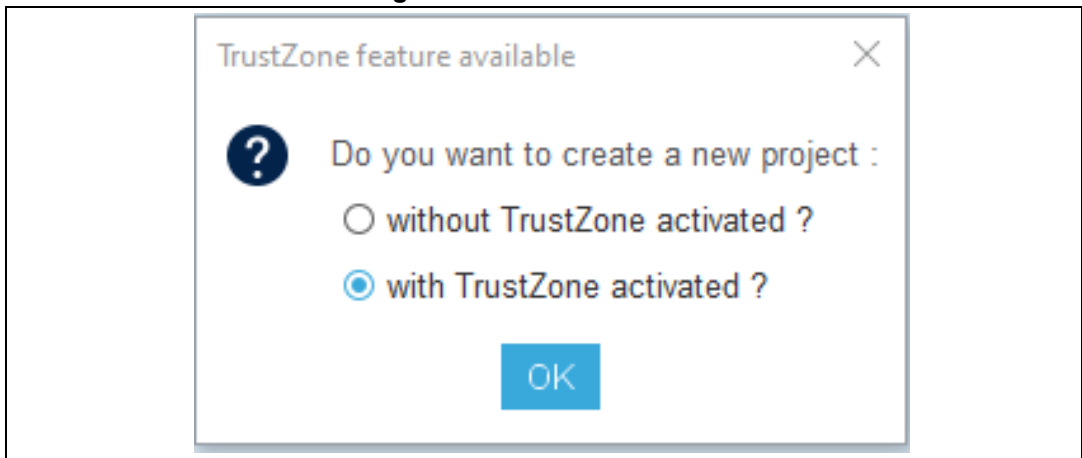 TrustZone feature available
Do you want to create a new project :
without TrustZone activated ?
with TrustZone activated ?
OK